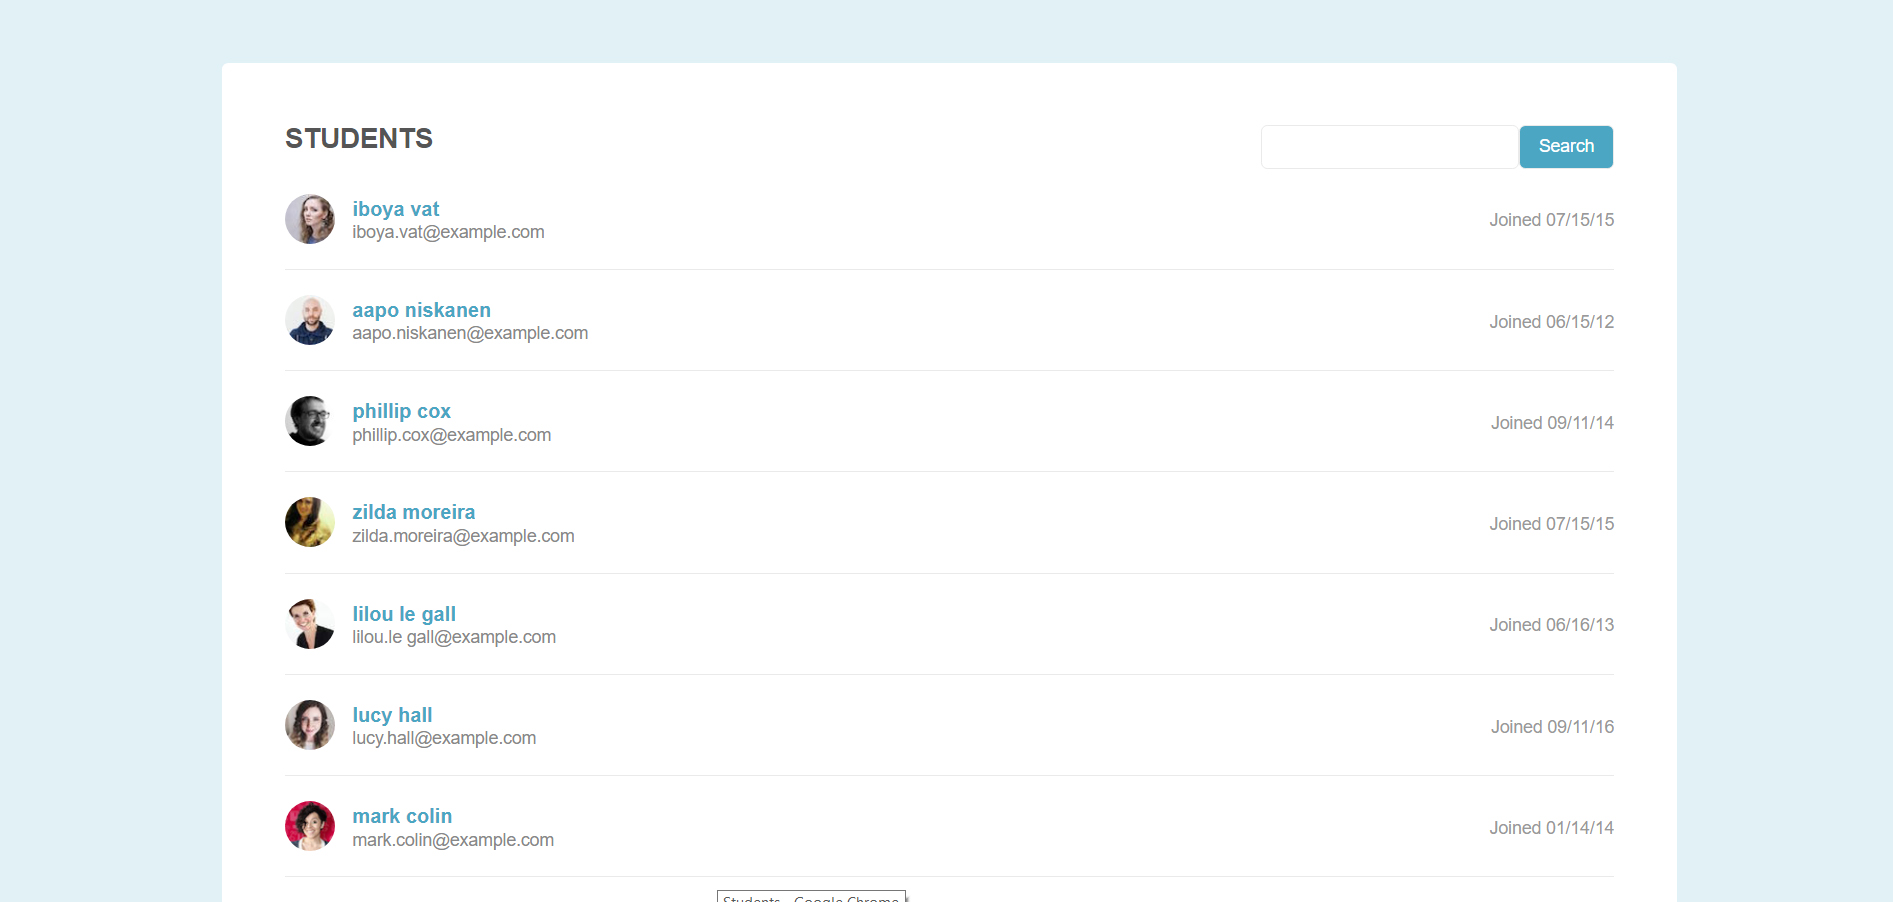 STUDENTS
Search
iboya vat
iboya.vat@example.com
Joined 07/15/15
aapo niskanen
aapo.niskanen@example.com
Joined 06/15/12
phillip cox
phillip.cox@example.com
Joined 09/11/14
zilda moreira
zilda.moreira@example.com
Joined 07/15/15
lilou le gall
lilou.le gall@example.com
Joined 06/16/13
lucy hall
lucy.hall@example.com
Joined 09/11/16
mark colin
mark.colin@example.com
Joined 01/14/14
Students - Google Chrome